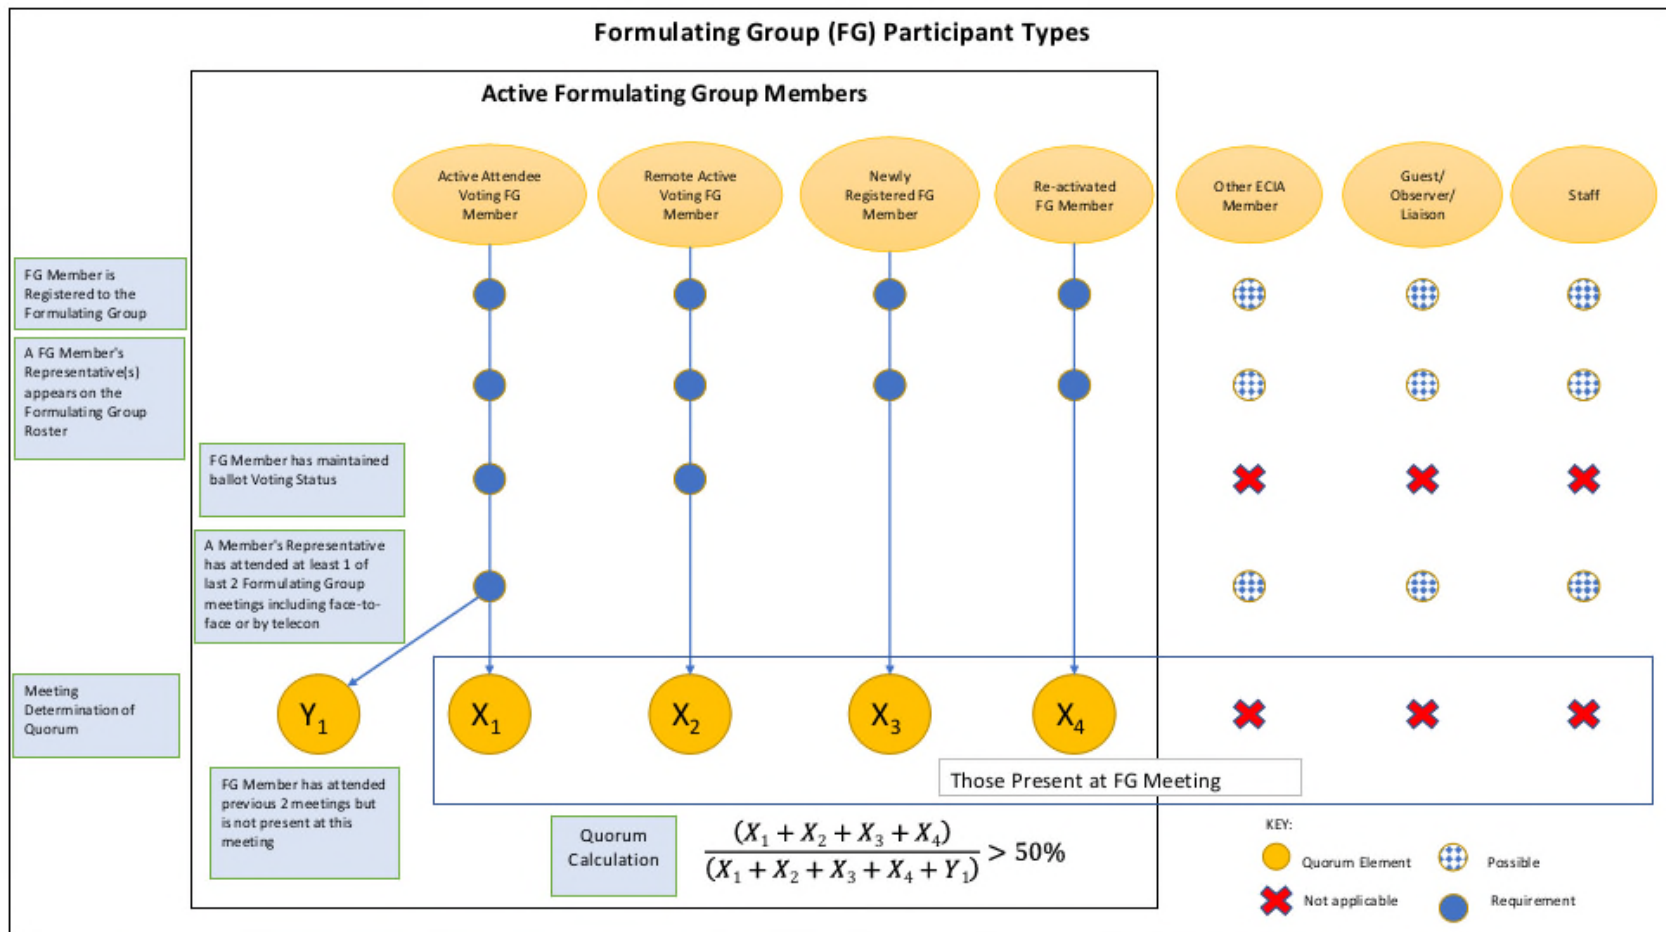 Formulating Group (FG) Participant Types
Active Formulating Group Members
Active Attendee
Voting FG
Member
Remote Active
Voting FG
Member
Newly
Registered FG
Member
Re-activated
FG Member
Other ECIA
Member
Guest/
Observer/
Liaison
Staff
FG Member is
Registered to the
Formulating Group
A FG Member's
Representative(s)
appears on the
Formulating Group
Roster
FG Member has maintained
ballot Voting Status
A Member's Representative
has attended at least 1 of
last 2 Formulating Group
meetings including face-to-
face or by telecon
Meeting
Determination of
Quorum
Y1
X1
X2
X3
X4
Those Present at FG Meeting
FG Member has attended
previous 2 meetings but
is not present at this
meeting
Quorum
Calculation
(X1 + X2 + X3 + X4)
(X1 + X2 + X3 + X4 + Y1)
> 50%
KEY:
Quorum Element
Possible
Not applicable
Requirement